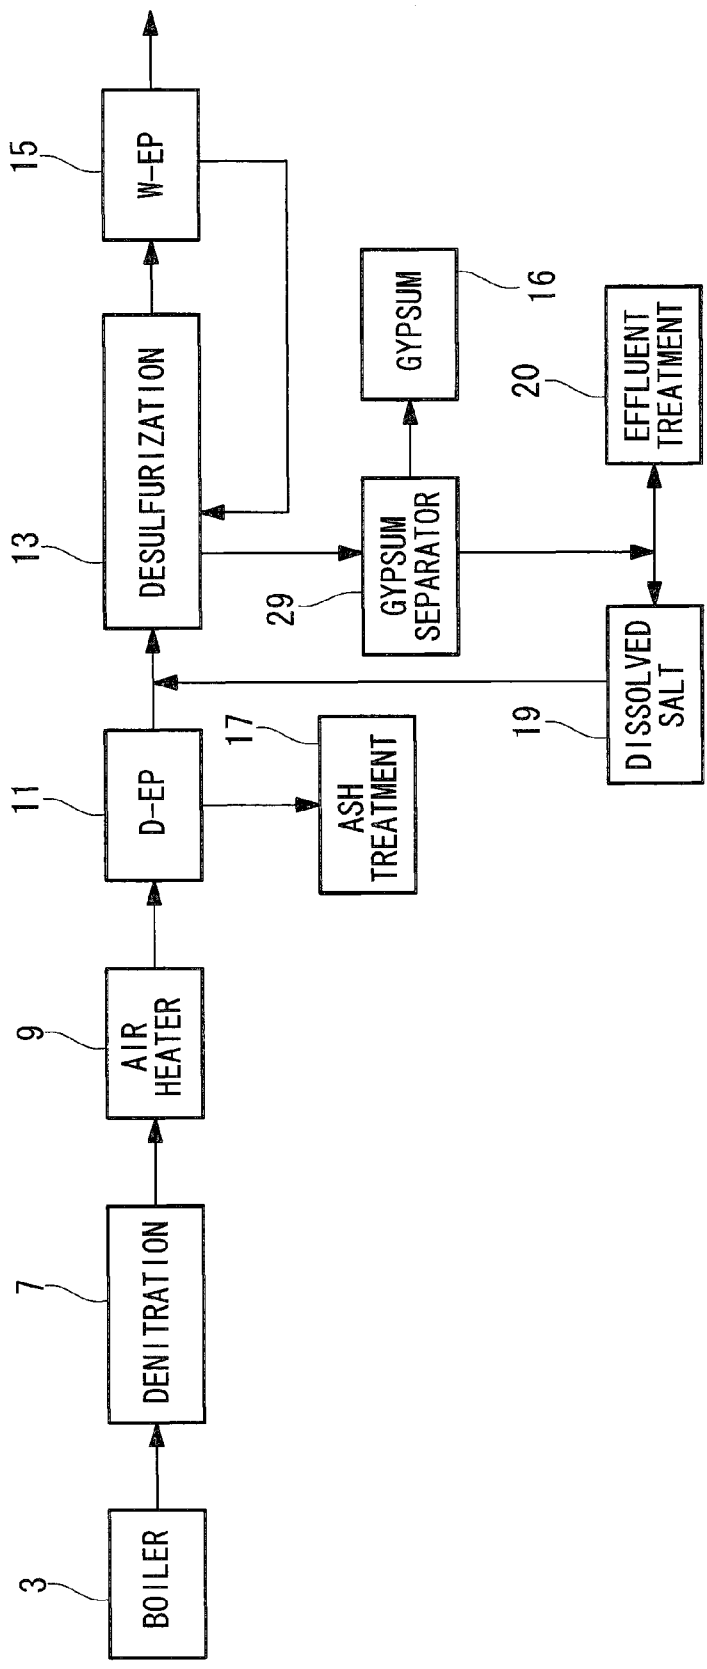 3
BOILER
7
DENITRATION
9
AIR
HEATER
11
D-EP
13
DESULFURIZATION
15
W-EP
17
ASH
TREATMENT
29
GYPSUM
SEPARATOR
GYPSUM
16
19
DISSOLVED
SALT
20
EFFLUENT
TREATMENT